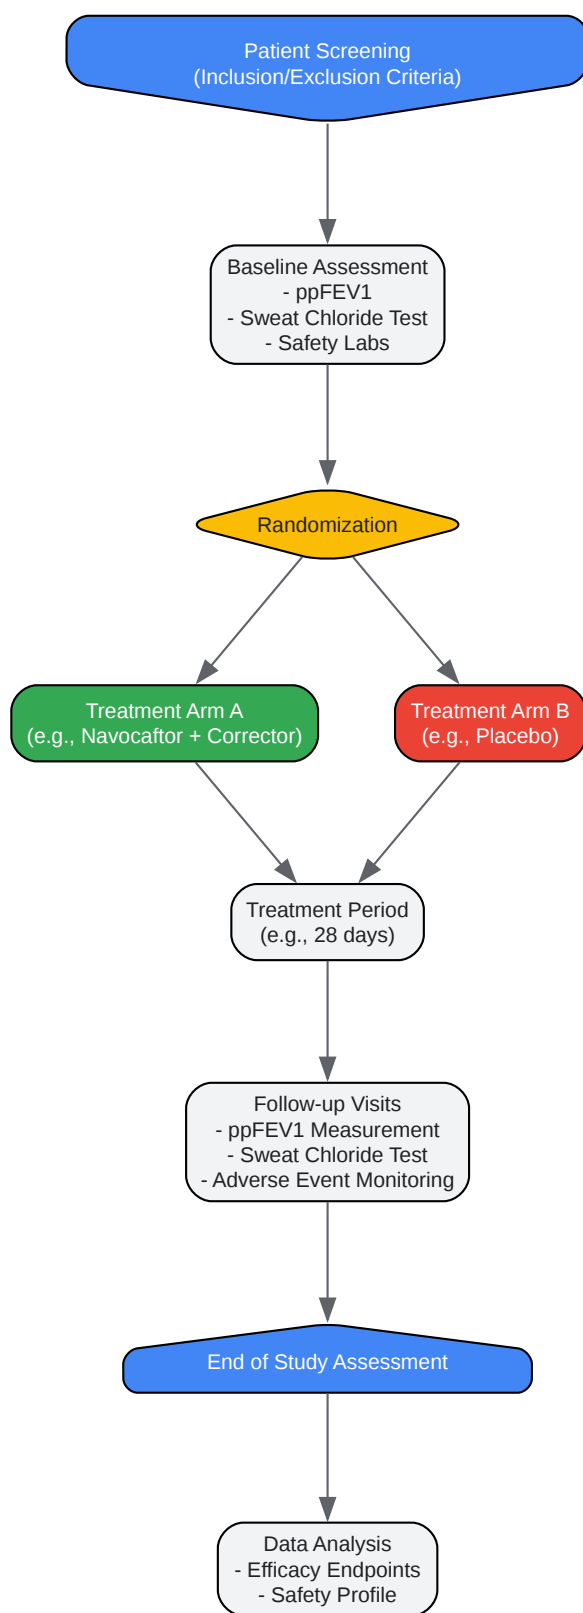 Patient Screening
(Inclusion/Exclusion Criteria)
Baseline Assessment
- ppFEV1
- Sweat Chloride Test
- Safety Labs
Randomization
Treatment Arm A
(e.g., Navocaftor + Corrector)
Treatment Arm B
(e.g., Placebo)
Treatment Period
(e.g., 28 days)
Follow-up Visits
- ppFEV1 Measurement
- Sweat Chloride Test
- Adverse Event Monitoring
End of Study Assessment
Data Analysis
- Efficacy Endpoints
- Safety Profile